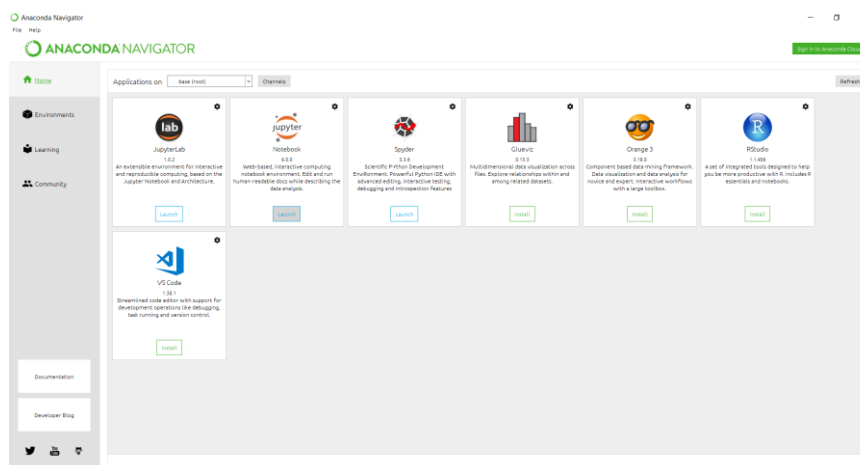 Anaconda Navigator
File Help
ANACONDA NAVIGATOR
Sign in to Anaconda Cloud
Home
Applications on base (root) Channels
Refresh
Environments
Learning
Community
lab
JupyterLab
1.0.2
An extensible environment for interactive
and reproducible computing, based on the
Jupyter Notebook and Architecture.
Launch
jupyter
Notebook
6.0.0
Web-based, interactive computing
notebook environment. Edit and run
human-readable docs while describing the
data analysis.
Launch
Spyder
3.3.6
Scientific PYthon Development
EnviRonment. Powerful Python IDE with
advanced editing, interactive testing,
debugging and introspection features
Launch
Glueviz
0.13.3
Multidimensional data visualization across
files. Explore relationships within and
among related datasets.
Install
Orange 3
3.19.0
Component based data mining framework.
Data visualization and data analysis for
novice and expert. Interactive workflows
with a large toolbox.
Install
R
RStudio
1.1.456
A set of integrated tools designed to help
you be more productive with R. Includes R
essentials and notebooks.
Install
VS Code
1.39.1
Streamlined code editor with support for
development operations like debugging,
task running and version control.
Install
Documentation
Developer Blog
You
Tube